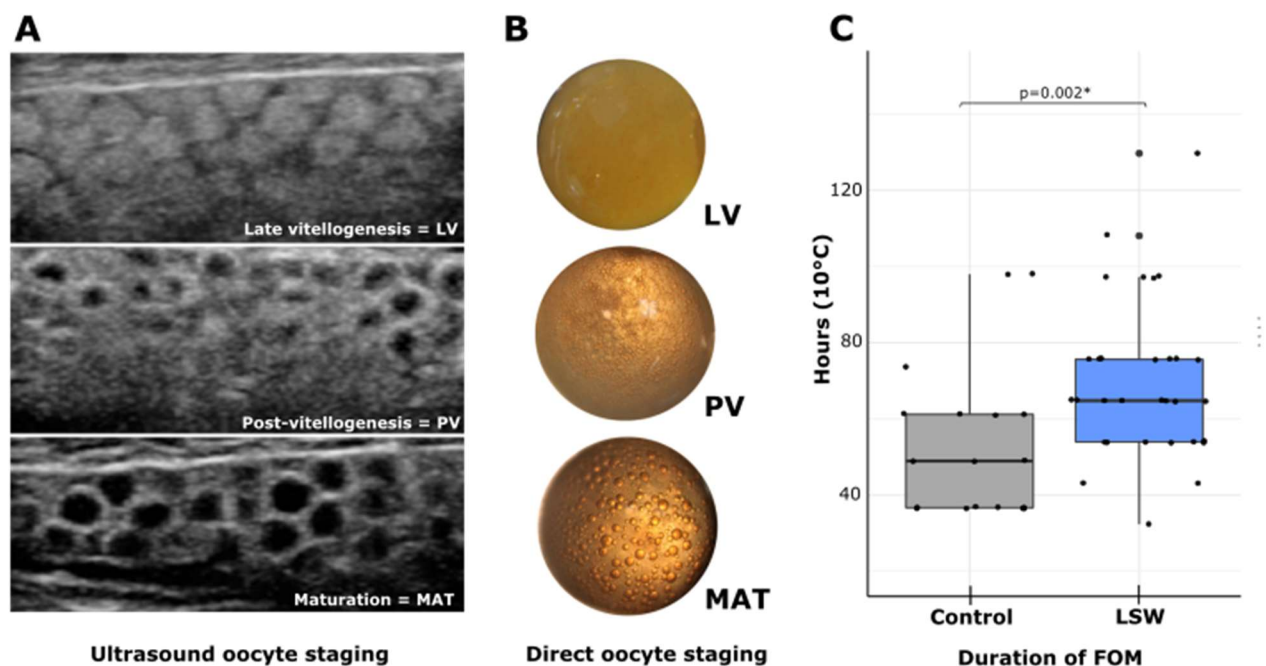 A
Late vitellogenesis = LV
Post-vitellogenesis = PV
Maturation = MAT
Ultrasound oocyte staging
B
LV
PV
MAT
Direct oocyte staging
C
p=0.002*
120
80
40
Hours (10°C)
Control
LSW
Duration of FOM